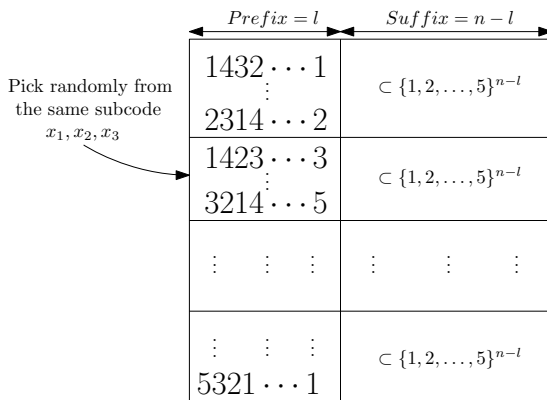 Prefix = l Suffix = n − l
Pick randomly from
the same subcode
x₁, x₂, x₃
1432 ⋯ 1
⋮
2314 ⋯ 2
⊂ {1, 2, …, 5}ⁿ⁻ˡ
1423 ⋯ 3
⋮
3214 ⋯ 5
⊂ {1, 2, …, 5}ⁿ⁻ˡ
⋮ ⋮ ⋮ ⋮ ⋮ ⋮
⋮ ⋮ ⋮
5321 ⋯ 1
⊂ {1, 2, …, 5}ⁿ⁻ˡ